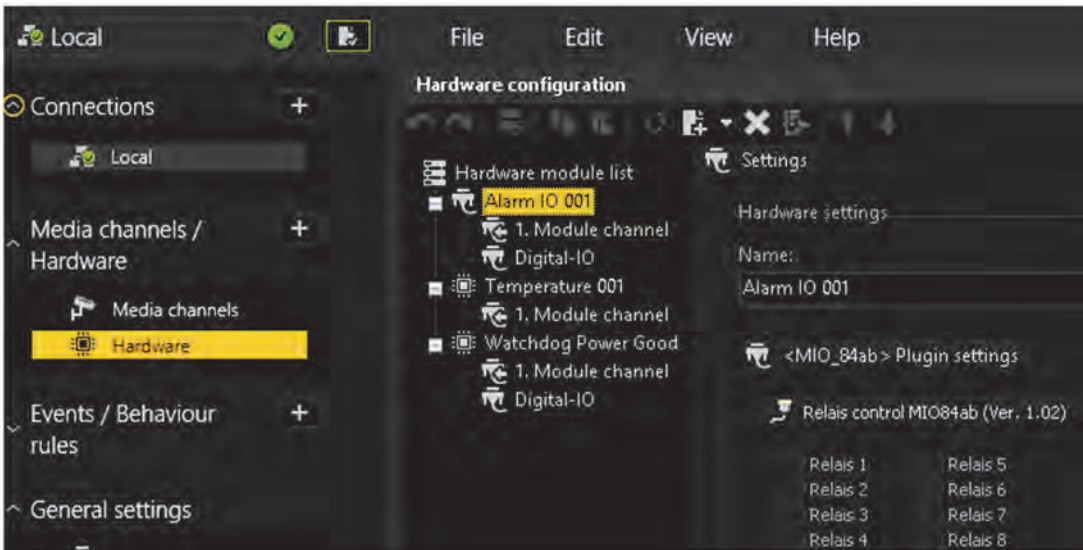 Local
File Edit View Help
Hardware configuration
Connections
Local
Media channels /
Hardware
Media channels
Hardware
Events / Behaviour
rules
General settings
Hardware module list
Alarm IO 001
1. Module channel
Digital-IO
Temperature 001
1. Module channel
Watchdog Power Good
1. Module channel
Digital-IO
Settings
Hardware settings
Name:
Alarm IO 001
<MIO_84ab> Plugin settings
Relais control MIO84ab (Ver. 1.02)
Relais 1 Relais 5
Relais 2 Relais 6
Relais 3 Relais 7
Relais 4 Relais 8